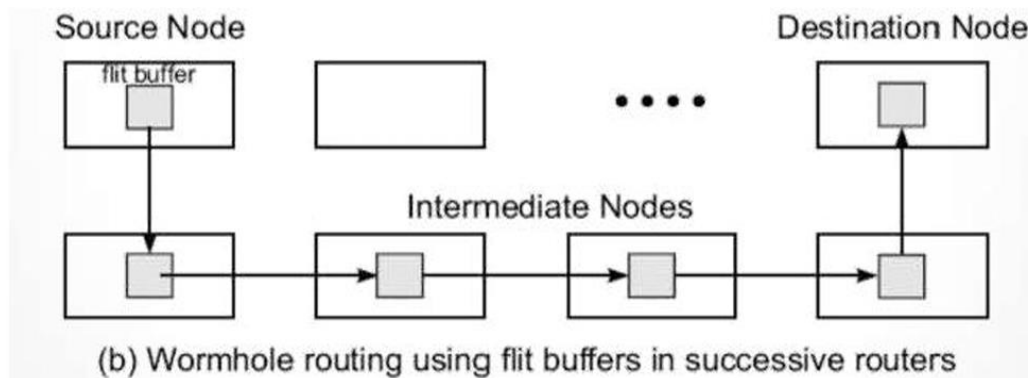 Source Node
Destination Node
flit buffer
Intermediate Nodes
(b) Wormhole routing using flit buffers in successive routers